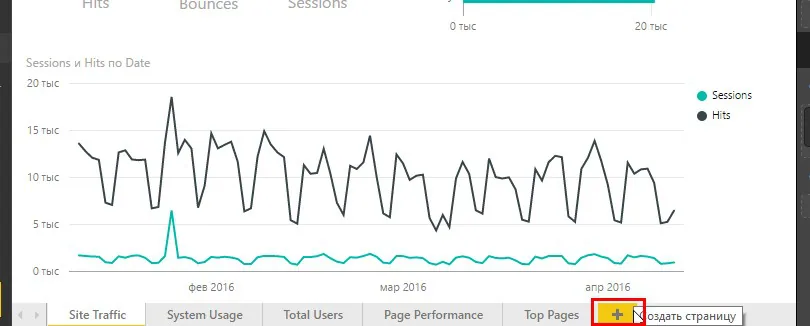 Hits Bounces Sessions
0 тыс 20 тыс
Sessions и Hits по Date
20 тыс
Sessions
Hits
15 тыс
10 тыс
5 тыс
0 тыс
фев 2016 мар 2016 апр 2016
Site Traffic System Usage Total Users Page Performance Top Pages + Создать страницу